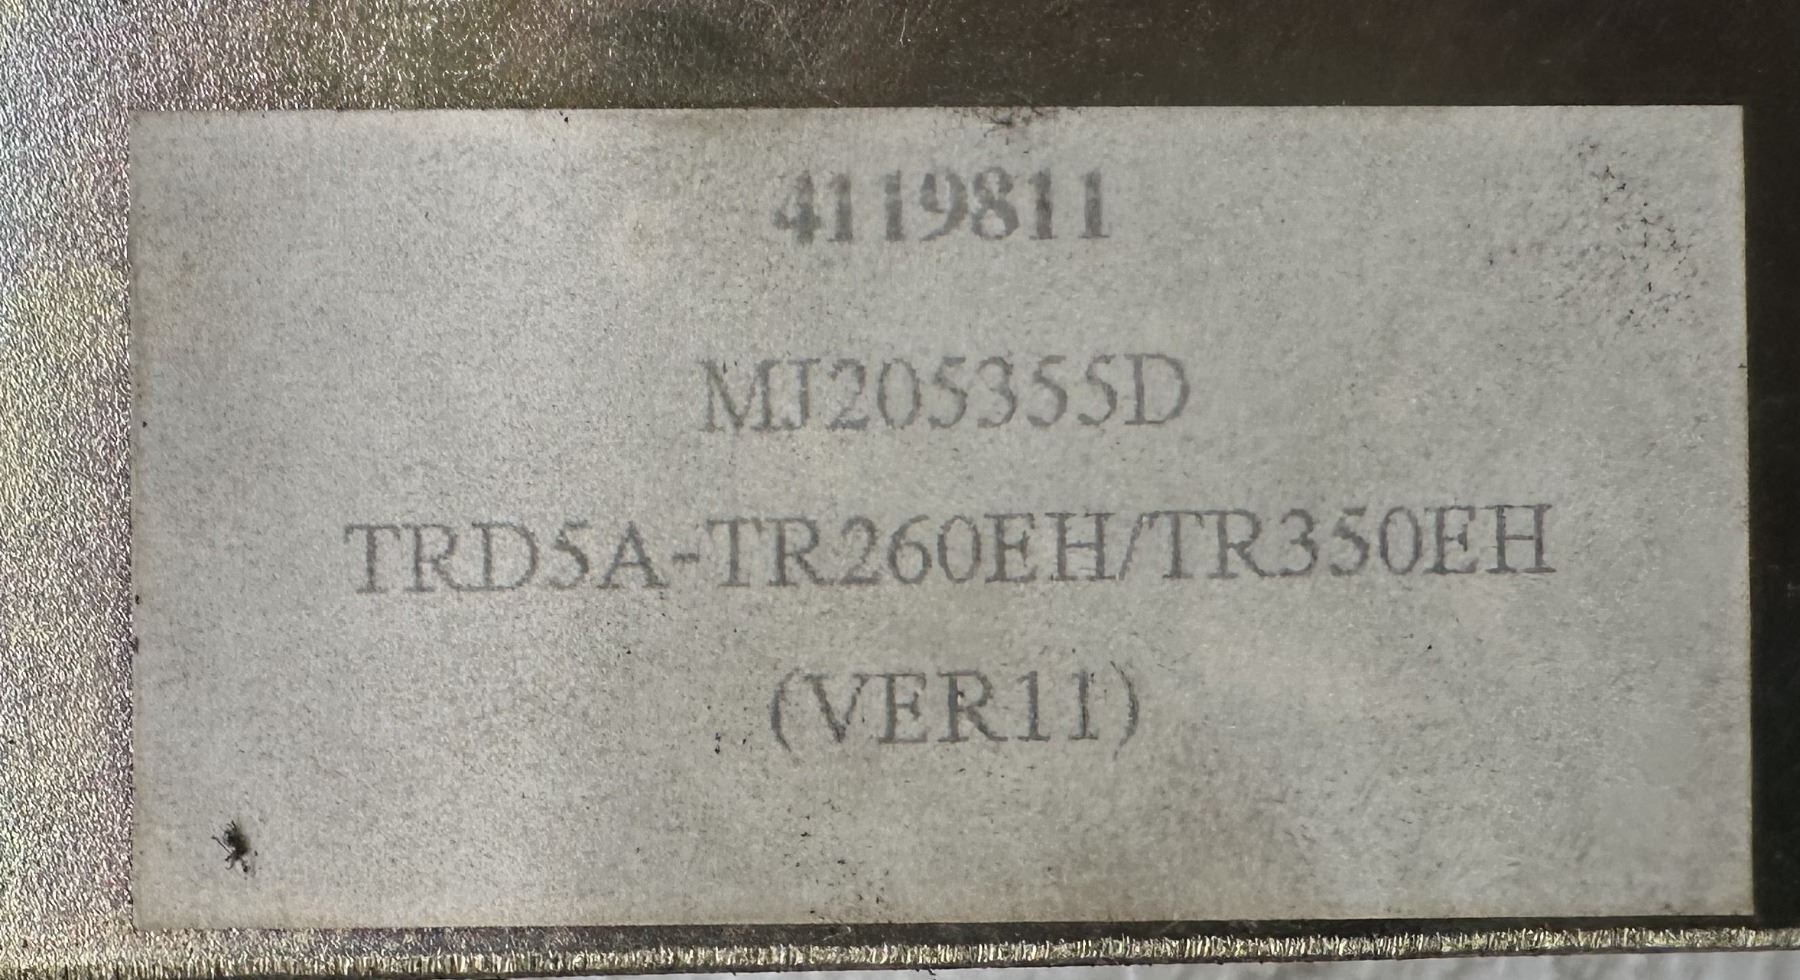 4119811
MJ205355D
TRD5A-TR260EH/TR350EH
(VER11)